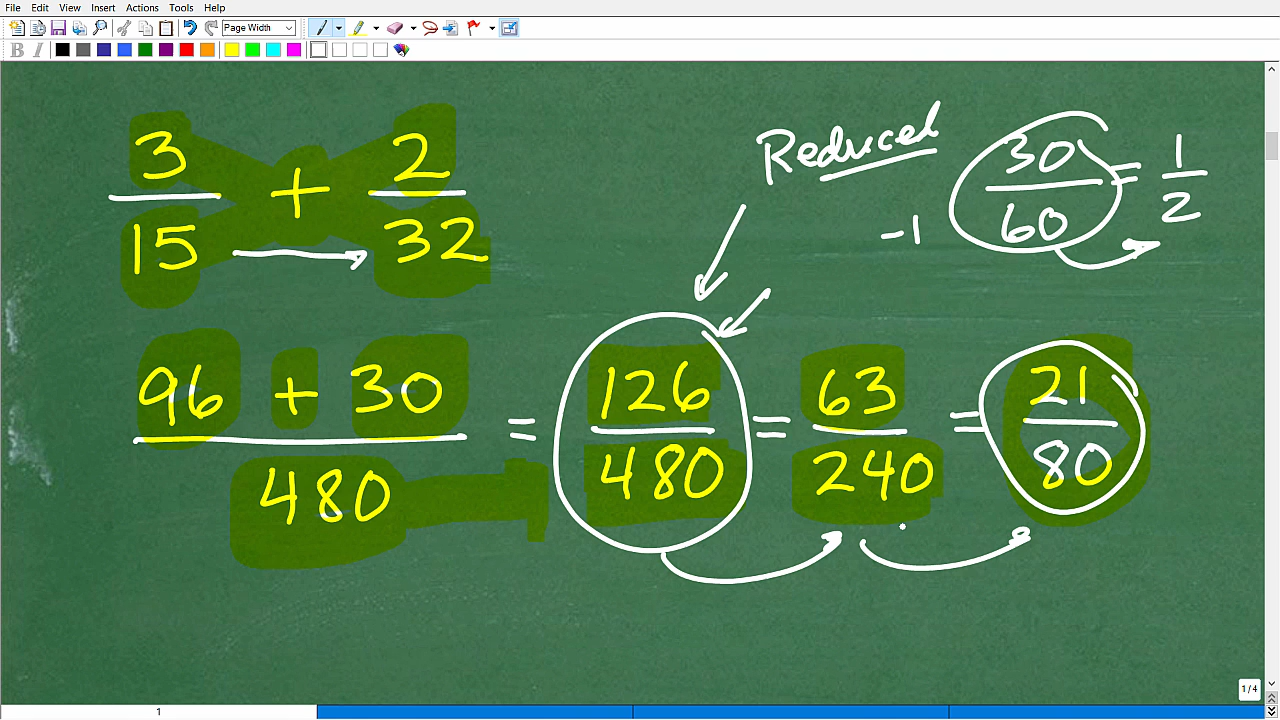 File Edit View Insert Actions Tools Help
Page Width
B I
Reduced
3/15 + 2/32
30/60 = 1/2
-1
96 + 30/480 = 126/480 = 63/240 = 21/80
1/4
1